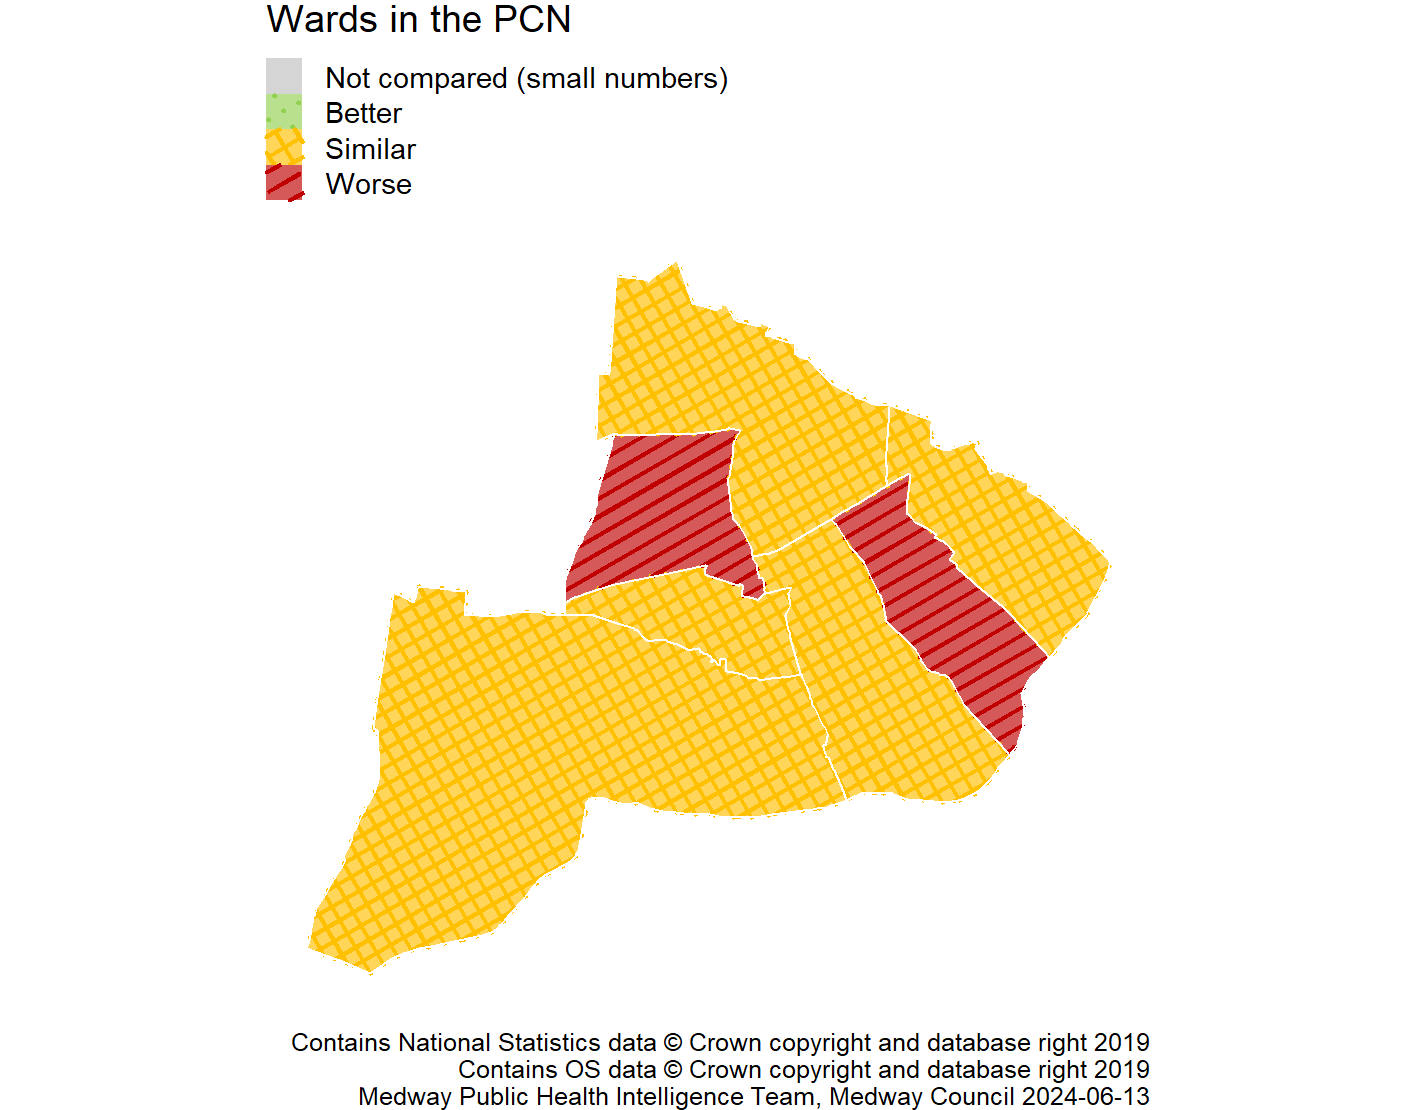 Wards in the PCN
Not compared (small numbers)
Better
Similar
Worse
Contains National Statistics data © Crown copyright and database right 2019
Contains OS data © Crown copyright and database right 2019
Medway Public Health Intelligence Team, Medway Council 2024-06-13